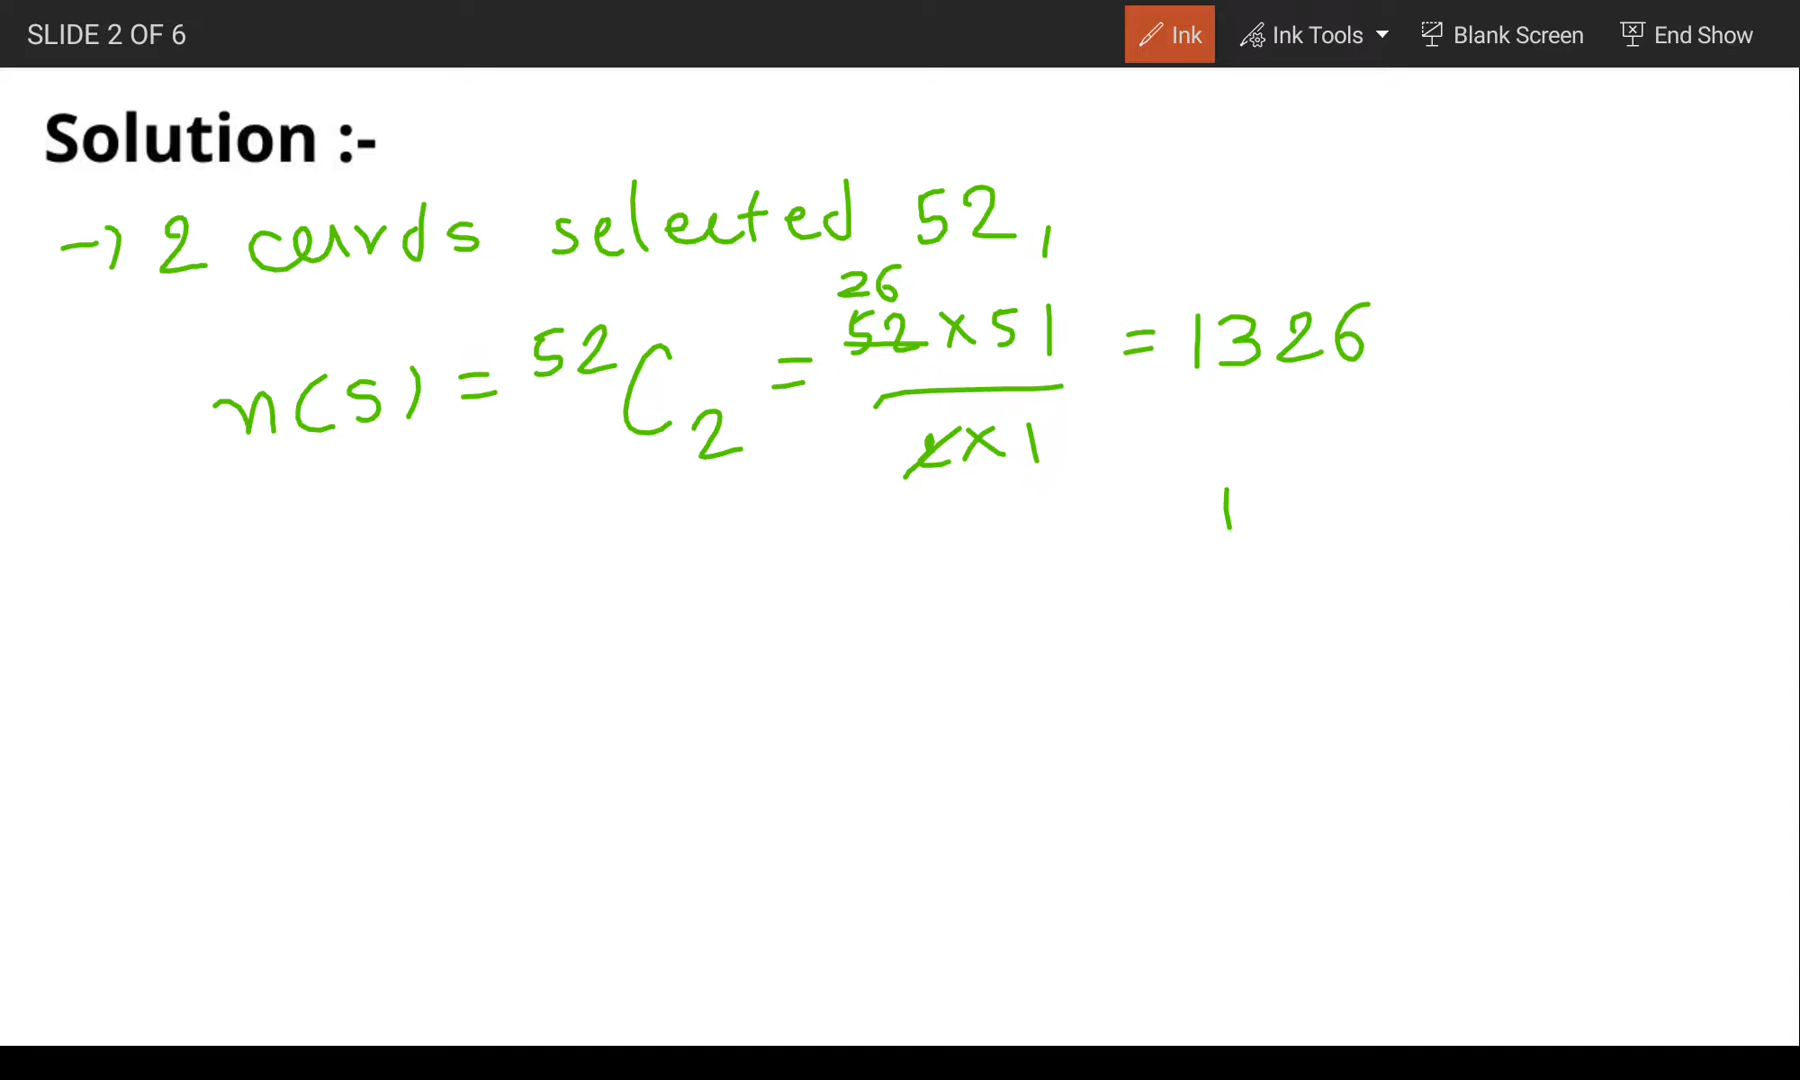 SLIDE 2 OF 6 Ink Ink Tools Blank Screen End Show
Solution :-
→ 2 cards selected 52,
n(s) = ⁵²C₂ = 52 × 51 / 2 × 1 = 1326
26
1